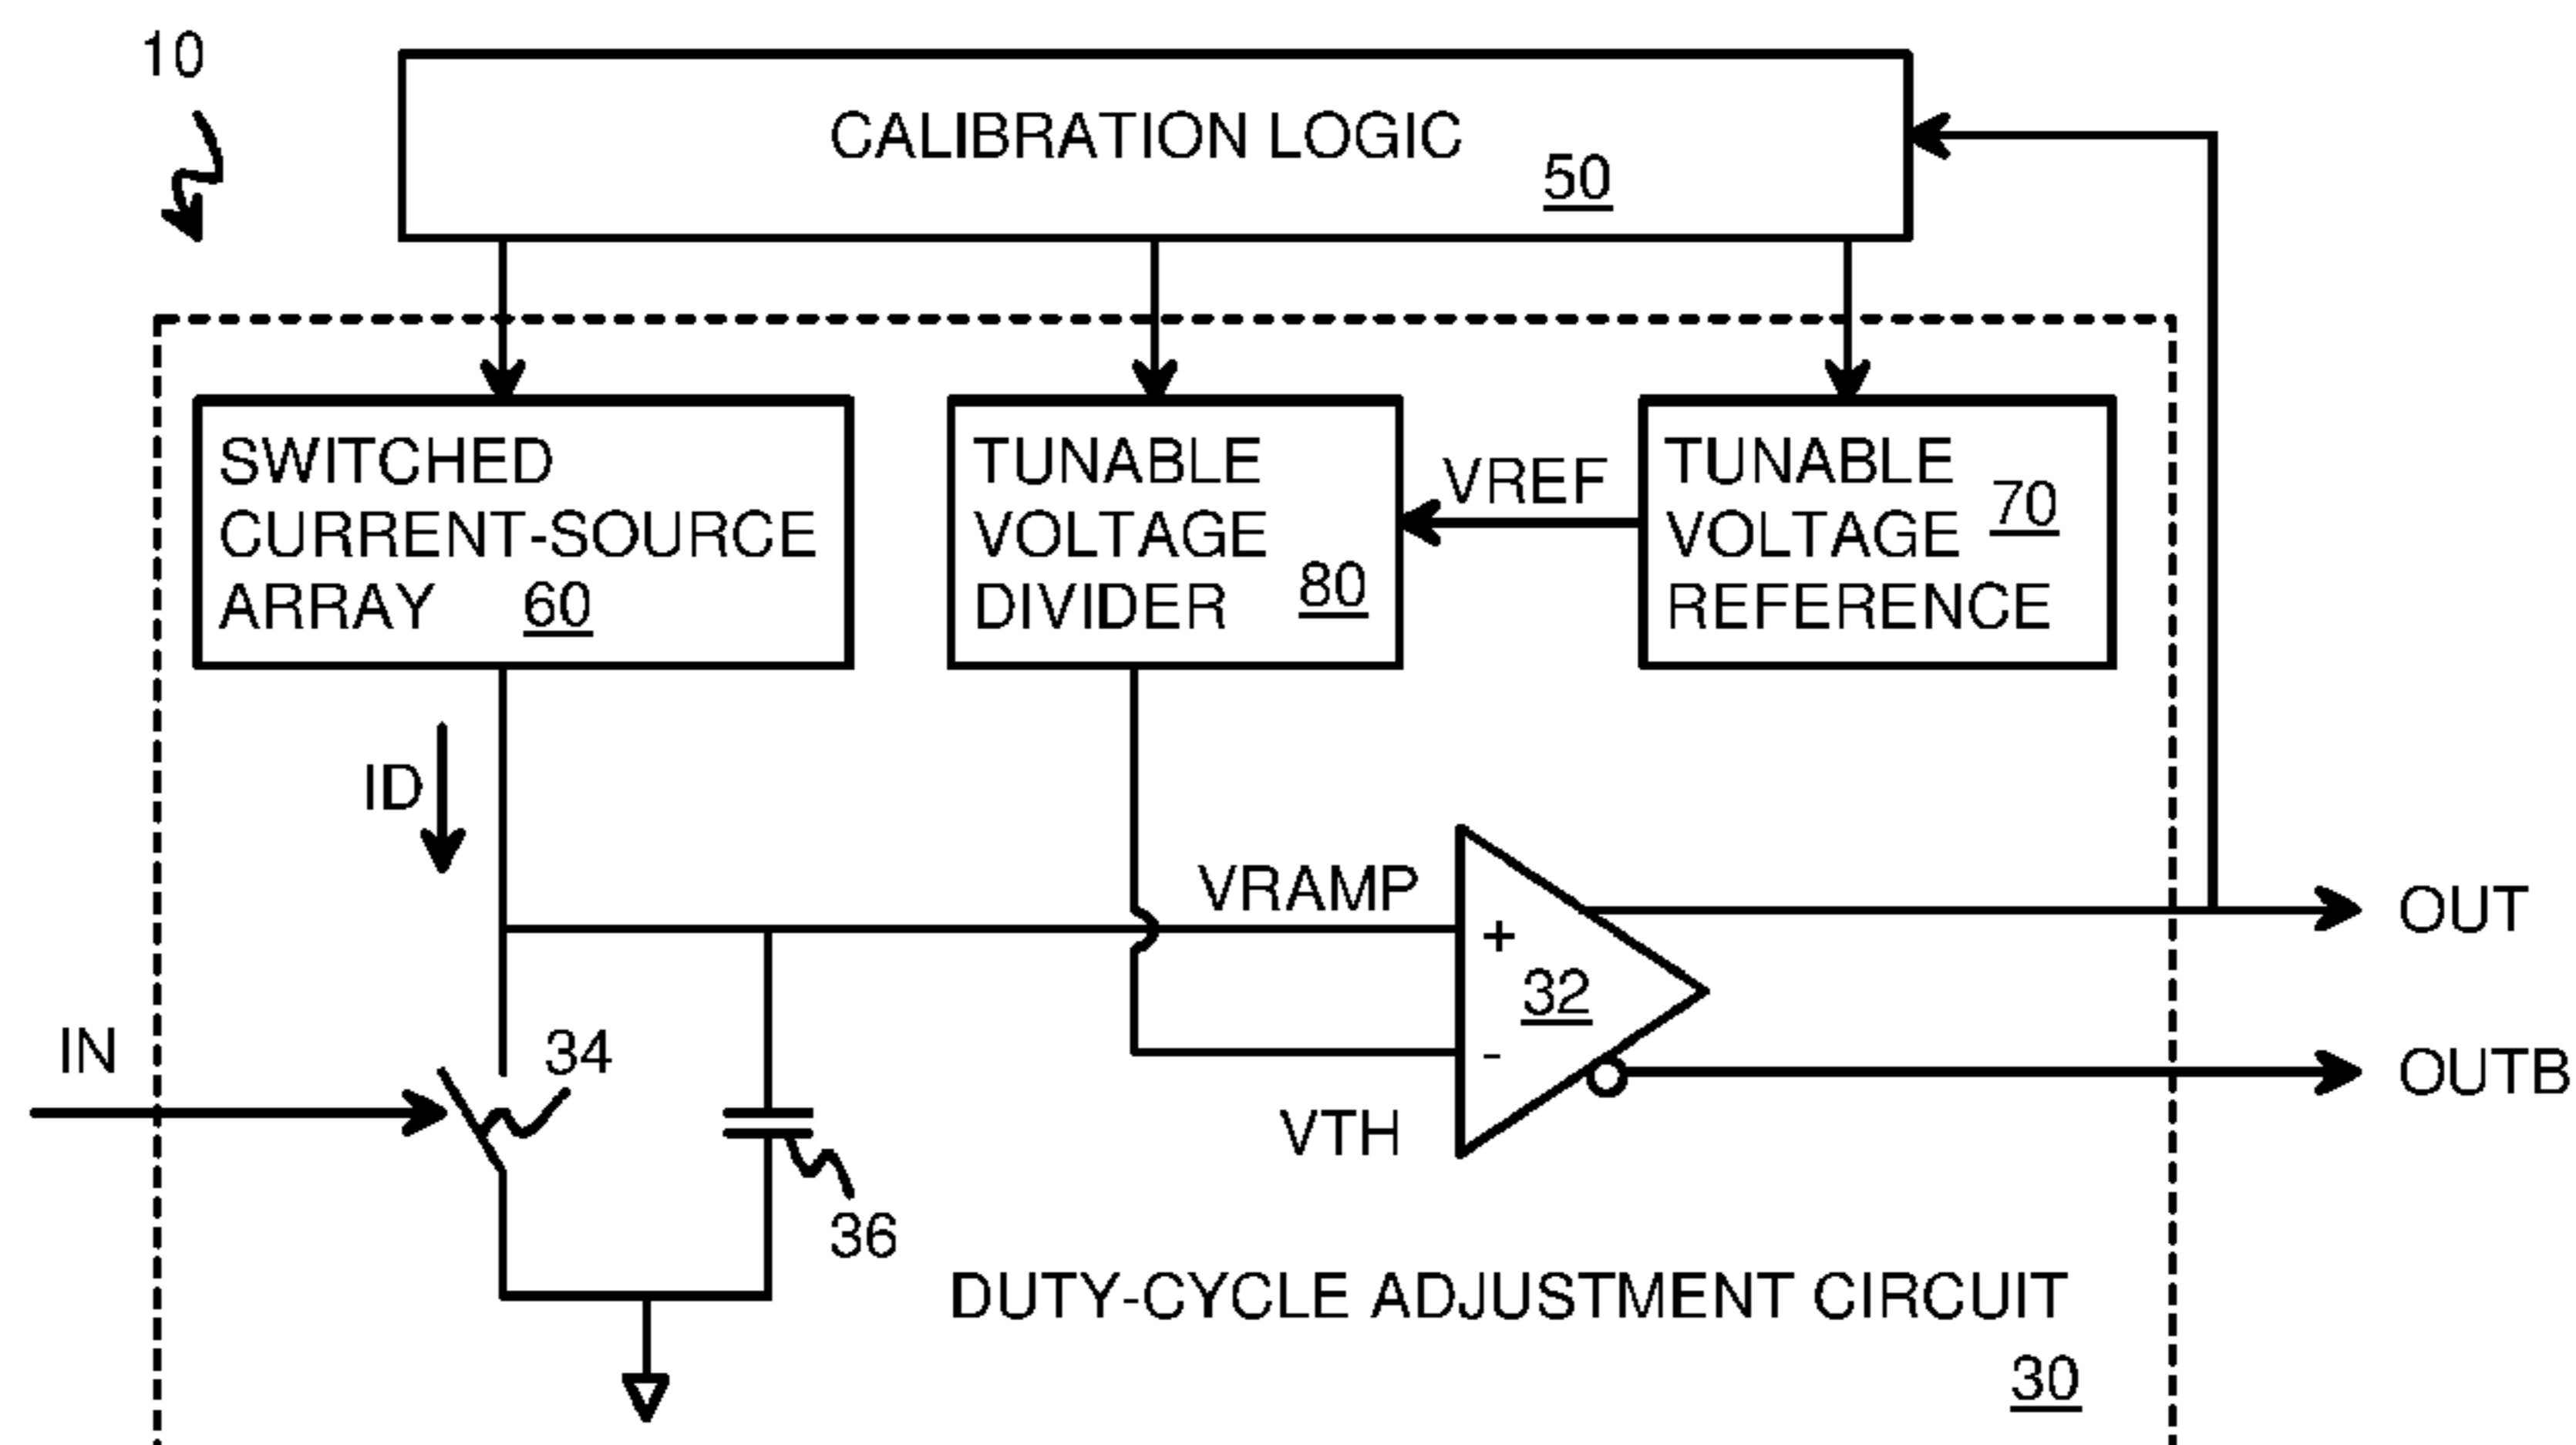 10
CALIBRATION LOGIC
50
SWITCHED
CURRENT-SOURCE
ARRAY 60
TUNABLE
VOLTAGE
DIVIDER 80
VREF
TUNABLE
VOLTAGE 70
REFERENCE
ID
VRAMP
+
32
-
VTH
OUT
OUTB
IN
34
36
DUTY-CYCLE ADJUSTMENT CIRCUIT
30